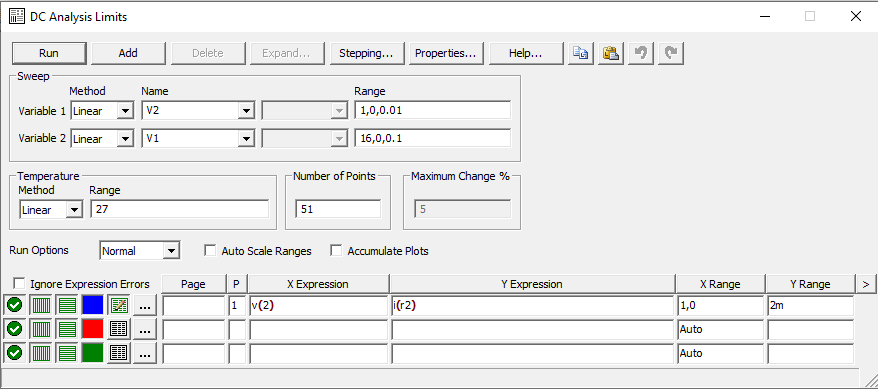 DC Analysis Limits
Run Add Delete Expand... Stepping... Properties... Help...
Sweep
Method Name Range
Variable 1 Linear V2 1,0,0.01
Variable 2 Linear V1 16,0,0.1
Temperature Number of Points Maximum Change %
Method Range
Linear 27 51 5
Run Options Normal Auto Scale Ranges Accumulate Plots
Ignore Expression Errors Page P X Expression Y Expression X Range Y Range >
... 1 v(2) i(r2) 1,0 2m
... Auto
... Auto